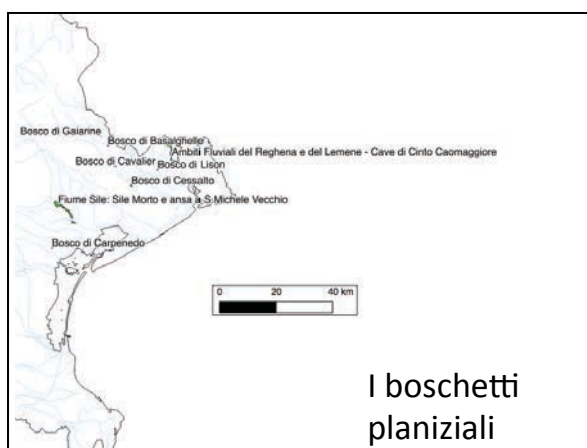 Bosco di Gaiarine
Bosco di Basalghelle
Ambiti Fluviali del Reghena e del Lemene - Cave di Cinto Caomaggiore
Bosco di Cavalier
Bosco di Lison
Bosco di Cessalto
Fiume Sile: Sile Morto e ansa a S Michele Vecchio
Bosco di Carpenedo
0 20 40 km
I boschetti
planiziali